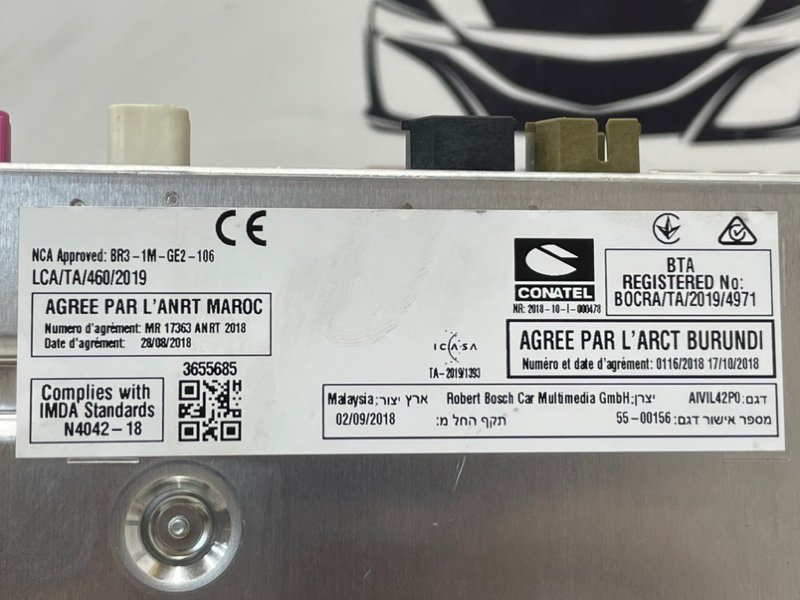 CE
NCA Approved: BR3-1M-GE2-106
LCA/TA/460/2019
AGREE PAR L'ANRT MAROC
Numero d'agrément: MR 17363 ANRT 2018
Date d'agrément: 28/08/2018
3655685
Complies with
IMDA Standards
N4042-18
CONATEL
NR: 2018-10-I-000478
BTA
REGISTERED No:
BOCRA/TA/2019/4971
ICASA
TA-2019/1393
AGREE PAR L'ARCT BURUNDI
Numéro et date d'agrément: 0116/2018 17/10/2018
דגם: AIVIL42P0 יצרן: Robert Bosch Car Multimedia GmbH ארץ יצור: Malaysia
מספר אישור דגם: 55-00156 תקף החל מ: 02/09/2018